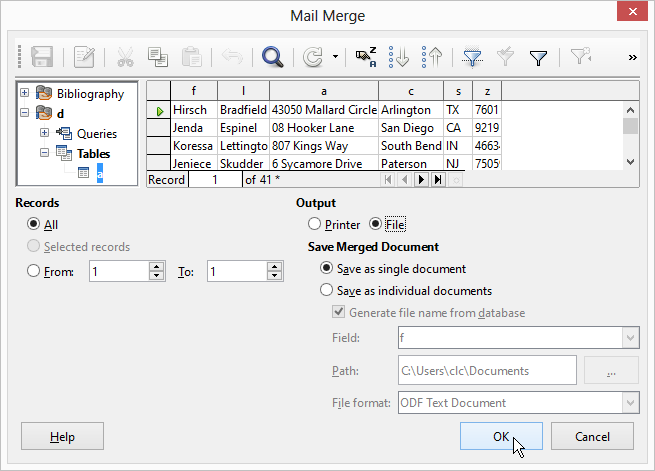 Mail Merge
Bibliography
d
Queries
Tables
a
f l a c s z
Hirsch Bradfield 43050 Mallard Circle Arlington TX 7601
Jenda Espinel 08 Hooker Lane San Diego CA 9219
Koressa Lettingto 807 Kings Way South Bend IN 4663
Jeniece Skudder 6 Sycamore Drive Paterson NJ 7505
Record 1 of 41 *
Records
All
Selected records
From: 1 To: 1
Output
Printer File
Save Merged Document
Save as single document
Save as individual documents
Generate file name from database
Field: f
Path: C:\Users\clc\Documents ...
File format: ODF Text Document
Help OK Cancel